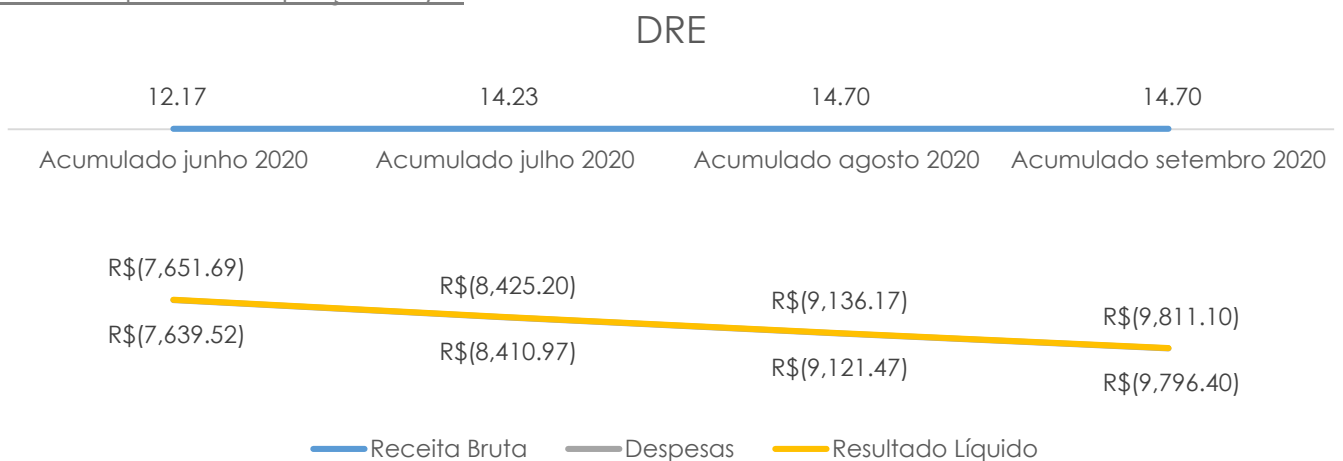 DRE
12.17 14.23 14.70 14.70
Acumulado junho 2020 Acumulado julho 2020 Acumulado agosto 2020 Acumulado setembro 2020
R$(7,651.69) R$(8,425.20) R$(9,136.17) R$(9,811.10)
R$(7,639.52) R$(8,410.97) R$(9,121.47) R$(9,796.40)
Receita Bruta Despesas Resultado Líquido